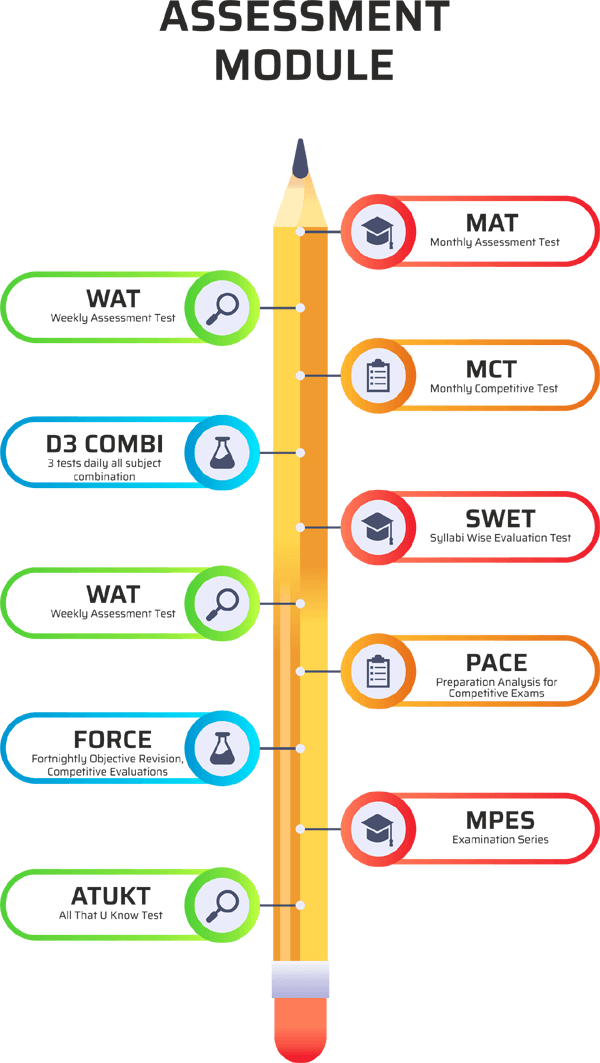 ASSESSMENT
MODULE
MAT
Monthly Assessment Test
WAT
Weekly Assessment Test
MCT
Monthly Competitive Test
D3 COMBI
3 tests daily all subject
combination
SWET
Syllabi Wise Evaluation Test
WAT
Weekly Assessment Test
PACE
Preparation Analysis for
Competitive Exams
FORCE
Fortnightly Objective Revision,
Competitive Evaluations
MPES
Examination Series
ATUKT
All That U Know Test